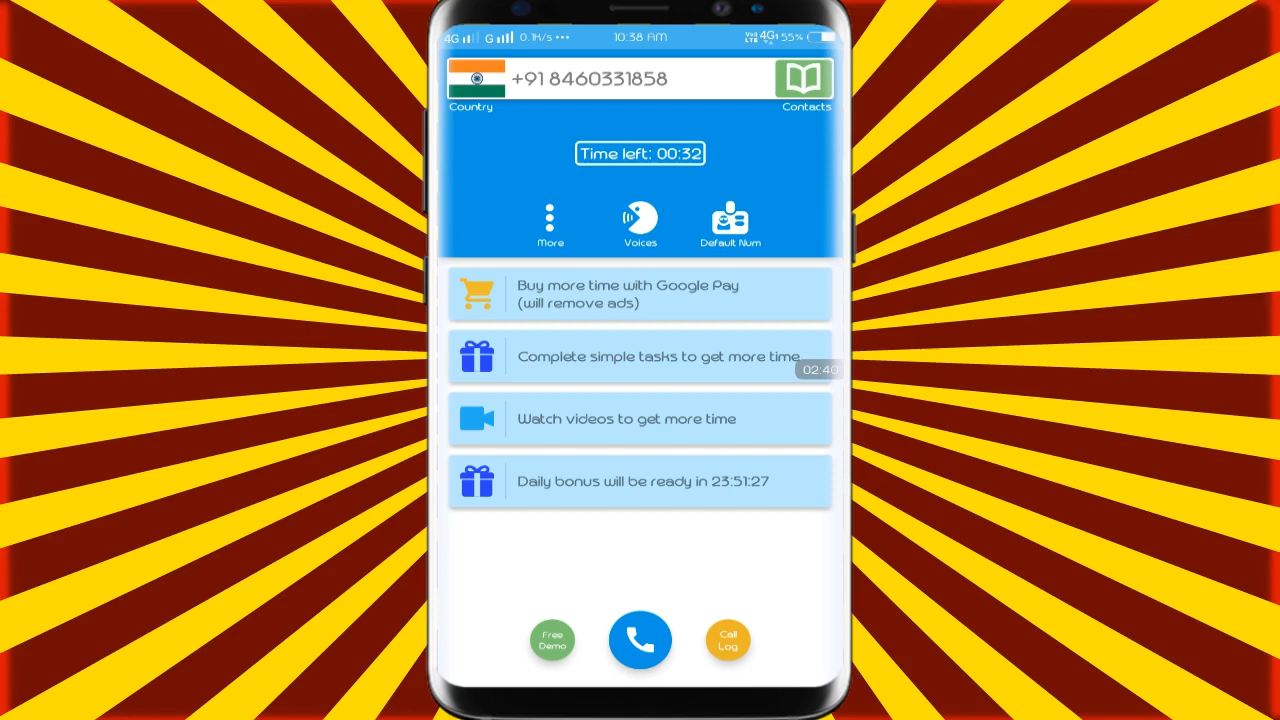 4G G 0.1K/s ••• 10:38 AM 4G 55%
+91 8460331858
Country Contacts
Time left: 00:32
More Voices Default Num
Buy more time with Google Pay
(will remove ads)
Complete simple tasks to get more time
02:40
Watch videos to get more time
Daily bonus will be ready in 23:51:27
Free
Demo
Call
Log